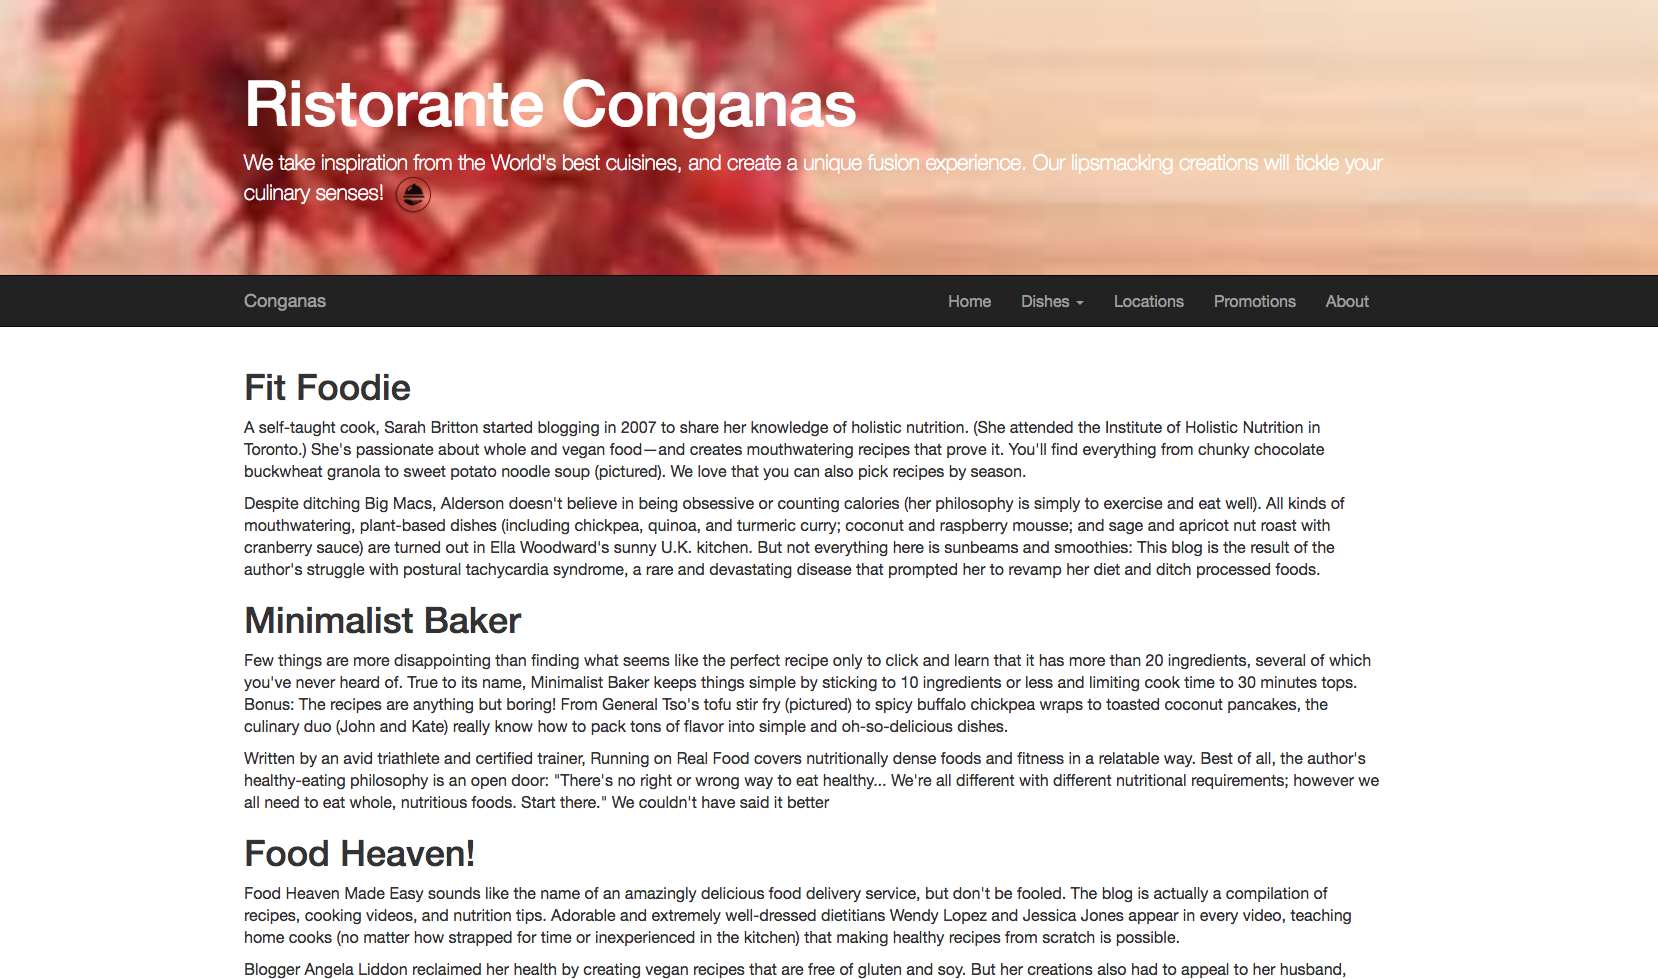 Ristorante Conganas
We take inspiration from the World's best cuisines, and create a unique fusion experience. Our lipsmacking creations will tickle your
culinary senses!
Conganas Home Dishes Locations Promotions About
Fit Foodie
A self-taught cook, Sarah Britton started blogging in 2007 to share her knowledge of holistic nutrition. (She attended the Institute of Holistic Nutrition in
Toronto.) She's passionate about whole and vegan food—and creates mouthwatering recipes that prove it. You'll find everything from chunky chocolate
buckwheat granola to sweet potato noodle soup (pictured). We love that you can also pick recipes by season.
Despite ditching Big Macs, Alderson doesn't believe in being obsessive or counting calories (her philosophy is simply to exercise and eat well). All kinds of
mouthwatering, plant-based dishes (including chickpea, quinoa, and turmeric curry; coconut and raspberry mousse; and sage and apricot nut roast with
cranberry sauce) are turned out in Ella Woodward's sunny U.K. kitchen. But not everything here is sunbeams and smoothies: This blog is the result of the
author's struggle with postural tachycardia syndrome, a rare and devastating disease that prompted her to revamp her diet and ditch processed foods.
Minimalist Baker
Few things are more disappointing than finding what seems like the perfect recipe only to click and learn that it has more than 20 ingredients, several of which
you've never heard of. True to its name, Minimalist Baker keeps things simple by sticking to 10 ingredients or less and limiting cook time to 30 minutes tops.
Bonus: The recipes are anything but boring! From General Tso's tofu stir fry (pictured) to spicy buffalo chickpea wraps to toasted coconut pancakes, the
culinary duo (John and Kate) really know how to pack tons of flavor into simple and oh-so-delicious dishes.
Written by an avid triathlete and certified trainer, Running on Real Food covers nutritionally dense foods and fitness in a relatable way. Best of all, the author's
healthy-eating philosophy is an open door: "There's no right or wrong way to eat healthy... We're all different with different nutritional requirements; however we
all need to eat whole, nutritious foods. Start there." We couldn't have said it better
Food Heaven!
Food Heaven Made Easy sounds like the name of an amazingly delicious food delivery service, but don't be fooled. The blog is actually a compilation of
recipes, cooking videos, and nutrition tips. Adorable and extremely well-dressed dietitians Wendy Lopez and Jessica Jones appear in every video, teaching
home cooks (no matter how strapped for time or inexperienced in the kitchen) that making healthy recipes from scratch is possible.
Blogger Angela Liddon reclaimed her health by creating vegan recipes that are free of gluten and soy. But her creations also had to appeal to her husband,